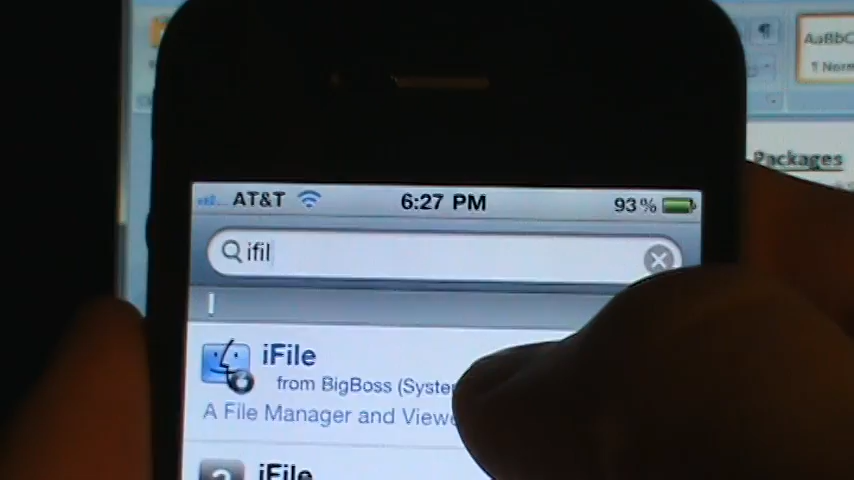 AaBbC
¶ Norm
Packages
AT&T 6:27 PM 93%
ifil
I
iFile
from BigBoss (Syste
A File Manager and Viewe
iFile